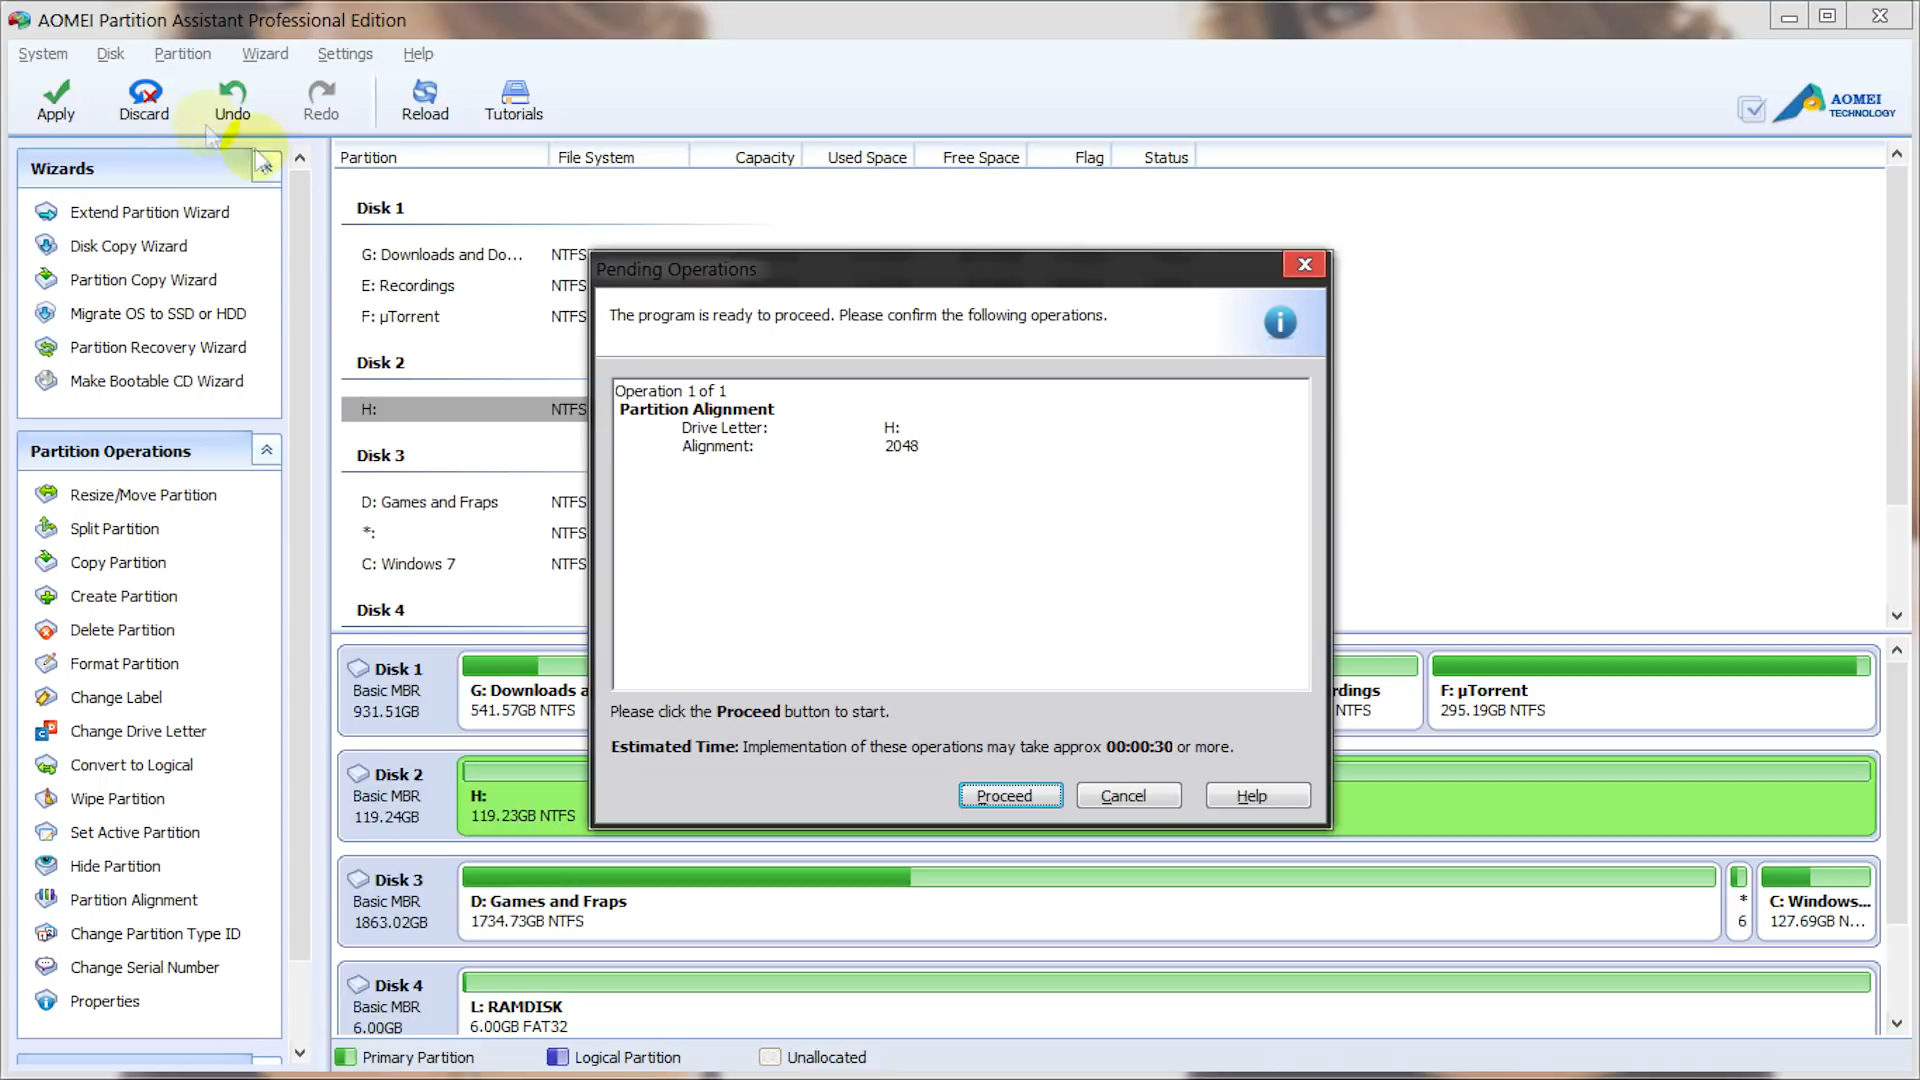 AOMEI Partition Assistant Professional Edition
System Disk Partition Wizard Settings Help
Apply Discard Undo Redo Reload Tutorials
AOMEI
TECHNOLOGY
Wizards
Extend Partition Wizard
Disk Copy Wizard
Partition Copy Wizard
Migrate OS to SSD or HDD
Partition Recovery Wizard
Make Bootable CD Wizard
Partition Operations
Resize/Move Partition
Split Partition
Copy Partition
Create Partition
Delete Partition
Format Partition
Change Label
Change Drive Letter
Convert to Logical
Wipe Partition
Set Active Partition
Hide Partition
Partition Alignment
Change Partition Type ID
Change Serial Number
Properties
Partition File System Capacity Used Space Free Space Flag Status
Disk 1
G: Downloads and Do... NTFS
E: Recordings NTFS
F: µTorrent NTFS
Disk 2
H: NTFS
Disk 3
D: Games and Fraps NTFS
*: NTFS
C: Windows 7 NTFS
Disk 4
Pending Operations
The program is ready to proceed. Please confirm the following operations.
Operation 1 of 1
Partition Alignment
Drive Letter: H:
Alignment: 2048
Please click the Proceed button to start.
Estimated Time: Implementation of these operations may take approx 00:00:30 or more.
Proceed Cancel Help
Disk 1
Basic MBR
931.51GB
G: Downloads a
541.57GB NTFS
rdings
NTFS
F: µTorrent
295.19GB NTFS
Disk 2
Basic MBR
119.24GB
H:
119.23GB NTFS
Disk 3
Basic MBR
1863.02GB
D: Games and Fraps
1734.73GB NTFS
*
6
C: Windows...
127.69GB N...
Disk 4
Basic MBR
6.00GB
L: RAMDISK
6.00GB FAT32
Primary Partition Logical Partition Unallocated